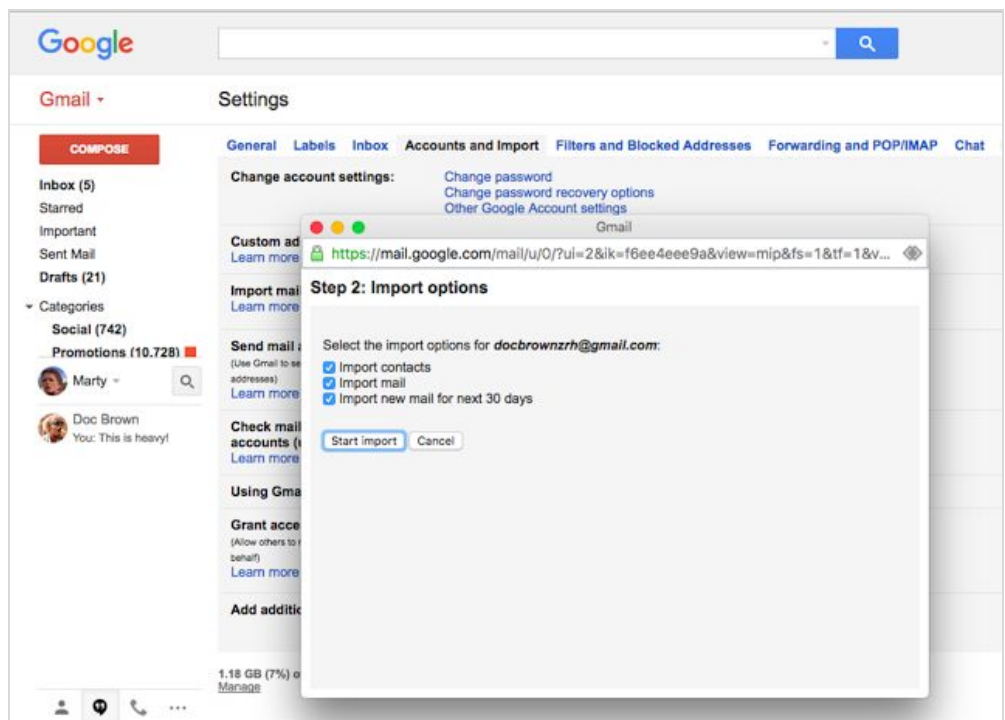 Google
Gmail
Settings
COMPOSE
General Labels Inbox Accounts and Import Filters and Blocked Addresses Forwarding and POP/IMAP Chat
Inbox (5)
Starred
Important
Sent Mail
Drafts (21)
Categories
Social (742)
Promotions (10,728)
Marty
Doc Brown
You: This is heavy!
Change account settings:
Change password
Change password recovery options
Other Google Account settings
Custom ad
Learn more
Import mai
Learn more
Send mail
(Use Gmail to se
addresses)
Learn more
Check mail
accounts (
Learn more
Using Gma
Grant acce
(Allow others to
behalf)
Learn more
Add additi
1.18 GB (7%) o
Manage
Gmail
https://mail.google.com/mail/u/0/?ui=2&ik=f6ee4eee9a&view=mip&fs=1&tf=1&v...
Step 2: Import options
Select the import options for docbrownzrh@gmail.com:
Import contacts
Import mail
Import new mail for next 30 days
Start import Cancel